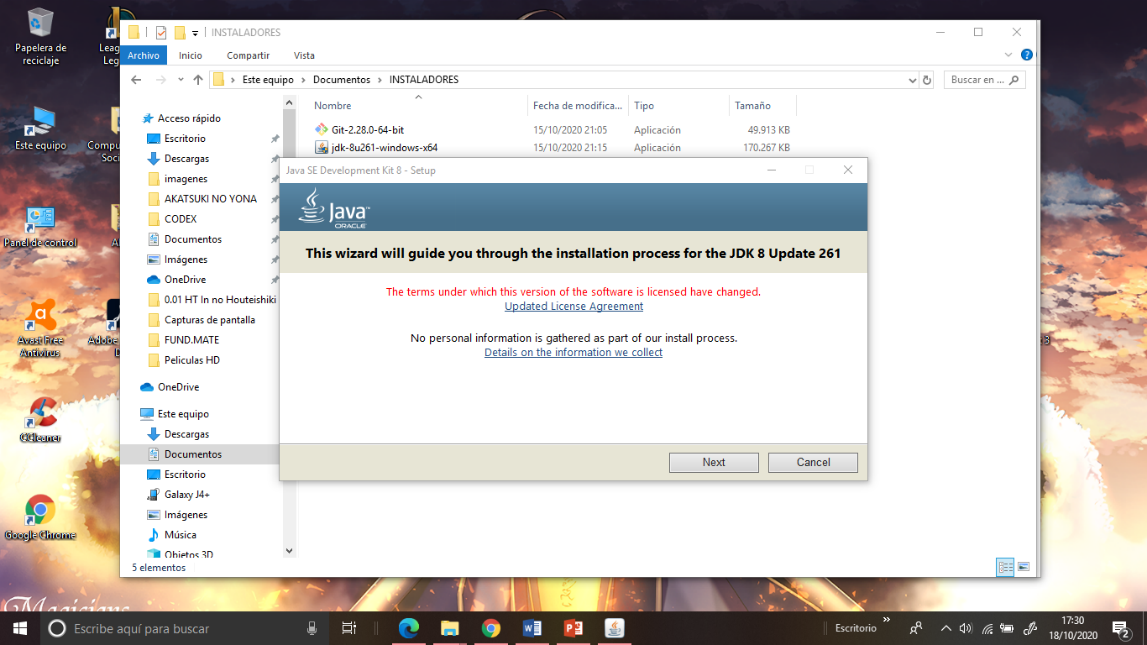 Papelera de
reciclaje
Leag
Leg
Este equipo
Compu
Soci
Panel de control
Avast Free
Antivirus
Adobe
CCleaner
Google Chrome
INSTALADORES
Archivo
Inicio
Compartir
Vista
Este equipo > Documentos > INSTALADORES
Buscar en ...
Nombre
Fecha de modifica...
Tipo
Tamaño
Git-2.28.0-64-bit 15/10/2020 21:05 Aplicación 49.913 KB
jdk-8u261-windows-x64 15/10/2020 21:15 Aplicación 170.267 KB
Acceso rápido
Escritorio
Descargas
imagenes
AKATSUKI NO YONA
CODEX
Documentos
Imágenes
OneDrive
0.01 HT In no Houteishiki
Capturas de pantalla
FUND.MATE
Peliculas HD
OneDrive
Este equipo
Descargas
Documentos
Escritorio
Galaxy J4+
Imágenes
Música
Objetos 3D
5 elementos
Java SE Development Kit 8 - Setup
Java™
ORACLE
This wizard will guide you through the installation process for the JDK 8 Update 261
The terms under which this version of the software is licensed have changed.
Updated License Agreement
No personal information is gathered as part of our install process.
Details on the information we collect
Next
Cancel
Magicians
Escribe aquí para buscar
Escritorio
17:30
18/10/2020
2